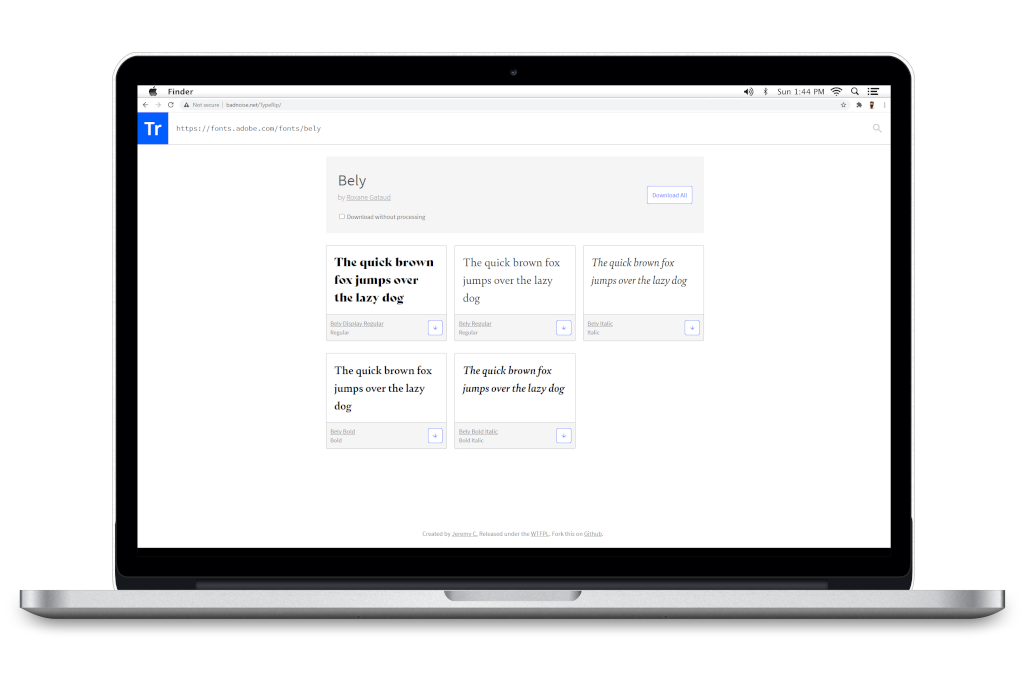 Finder
Sun 1:44 PM
Not secure | badnoise.net/TypeRip/
Tr
https://fonts.adobe.com/fonts/bely
Bely
by Roxane Gataud
Download without processing
Download All
The quick brown
fox jumps over
the lazy dog
Bely Display Regular
Regular
The quick brown fox
jumps over the lazy
dog
Bely Regular
Regular
The quick brown fox
jumps over the lazy dog
Bely Italic
Italic
The quick brown fox
jumps over the lazy
dog
Bely Bold
Bold
The quick brown fox
jumps over the lazy dog
Bely Bold Italic
Bold Italic
Created by Jeremy C. Released under the WTFPL. Fork this on Github.